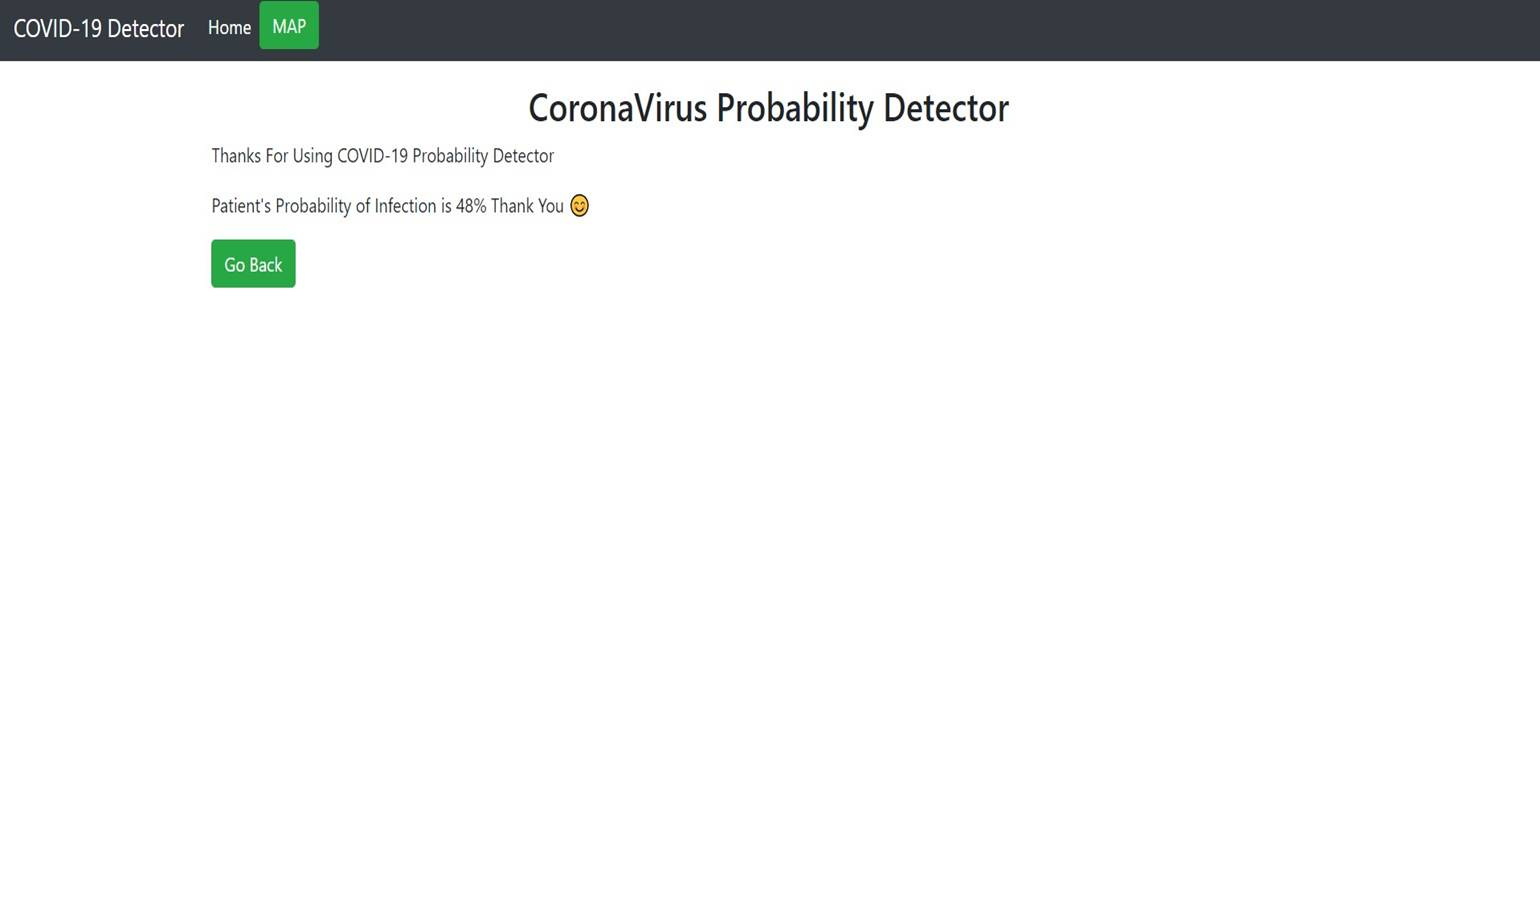 COVID-19 Detector Home MAP
CoronaVirus Probability Detector
Thanks For Using COVID-19 Probability Detector
Patient's Probability of Infection is 48% Thank You 😊
Go Back